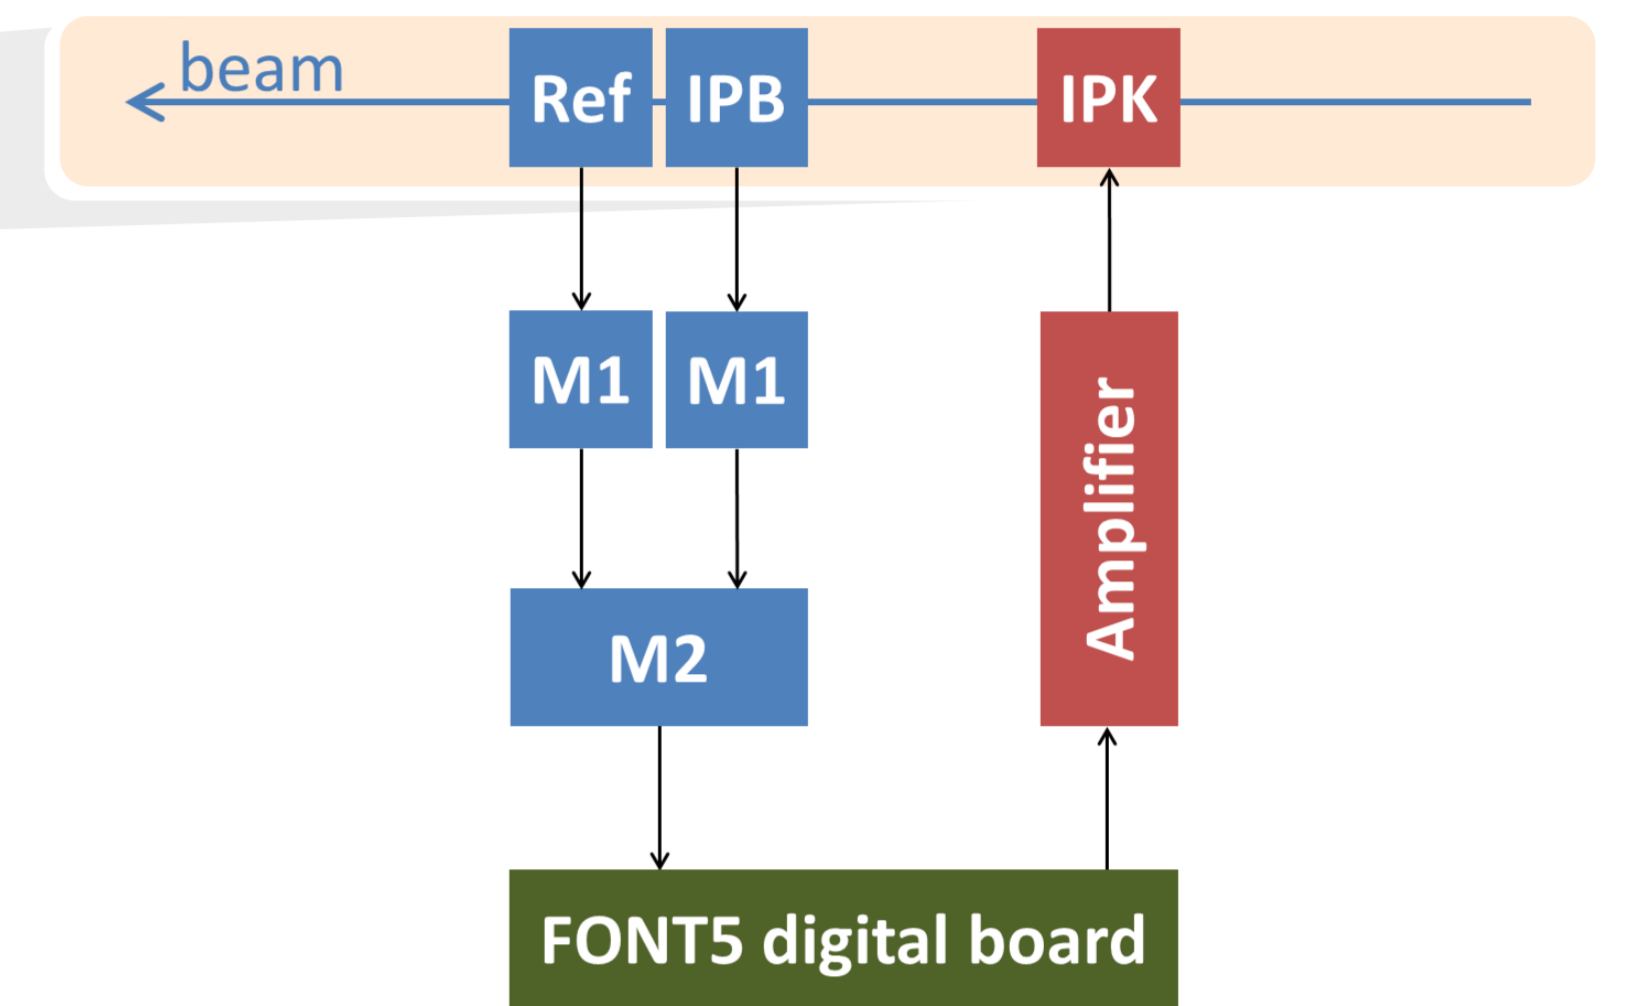 beam
Ref
IPB
IPK
M1
M1
Amplifier
M2
FONT5 digital board